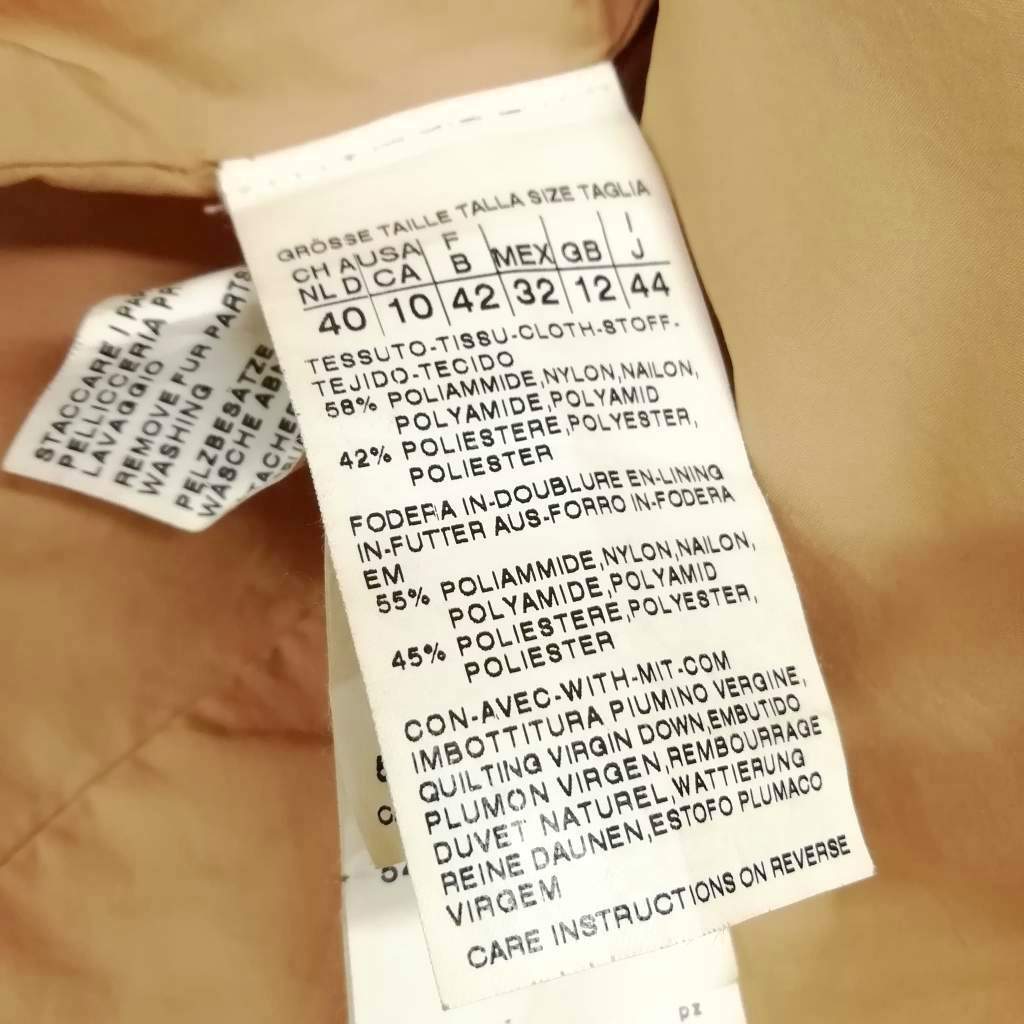 GRÖSSE TAILLE TALLA SIZE TAGLIA
CH A USA F MEX GB I
NL D CA B J
40 10 42 32 12 44
TESSUTO-TISSU-CLOTH-STOFF-
TEJIDO-TECIDO
58% POLIAMMIDE,NYLON,NAILON,
POLYAMIDE,POLYAMID
42% POLIESTERE,POLYESTER,
POLIESTER
FODERA IN-DOUBLURE EN-LINING
IN-FUTTER AUS-FORRO IN-FODERA
EM
55% POLIAMMIDE,NYLON,NAILON,
POLYAMIDE,POLYAMID
45% POLIESTERE,POLYESTER,
POLIESTER
CON-AVEC-WITH-MIT-COM
IMBOTTITURA PIUMINO VERGINE,
QUILTING VIRGIN DOWN,EMBUTIDO
PLUMON VIRGEN,REMBOURRAGE
DUVET NATUREL,WATTIERUNG
REINE DAUNEN,ESTOFO PLUMACO
VIRGEM
CARE INSTRUCTIONS ON REVERSE
STACCARE I
PELLICCERIA
LAVAGGIO
REMOVE FUR PARTS
WASHING
PELZBESATZE
WÄSCHE
pz